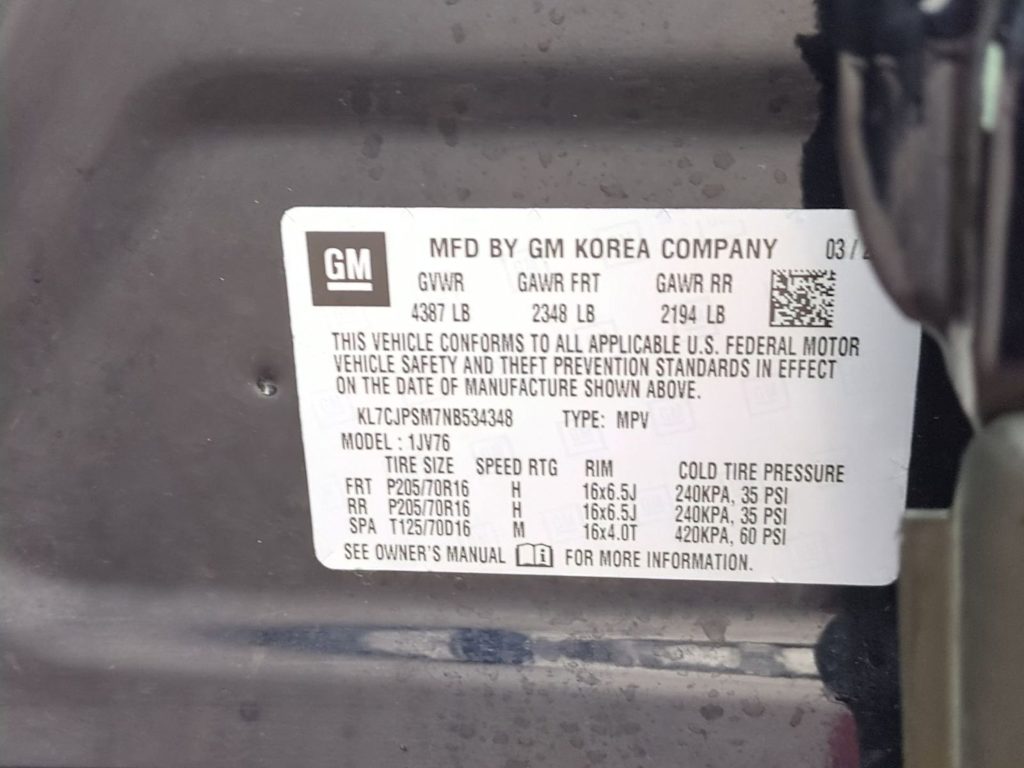 GM
MFD BY GM KOREA COMPANY 03 /
GVWR GAWR FRT GAWR RR
4387 LB 2348 LB 2194 LB
THIS VEHICLE CONFORMS TO ALL APPLICABLE U.S. FEDERAL MOTOR
VEHICLE SAFETY AND THEFT PREVENTION STANDARDS IN EFFECT
ON THE DATE OF MANUFACTURE SHOWN ABOVE.
KL7CJPSM7NB534348 TYPE: MPV
MODEL : 1JV76
TIRE SIZE SPEED RTG RIM COLD TIRE PRESSURE
FRT P205/70R16 H 16x6.5J 240KPA, 35 PSI
RR P205/70R16 H 16x6.5J 240KPA, 35 PSI
SPA T125/70D16 M 16x4.0T 420KPA, 60 PSI
SEE OWNER'S MANUAL FOR MORE INFORMATION.